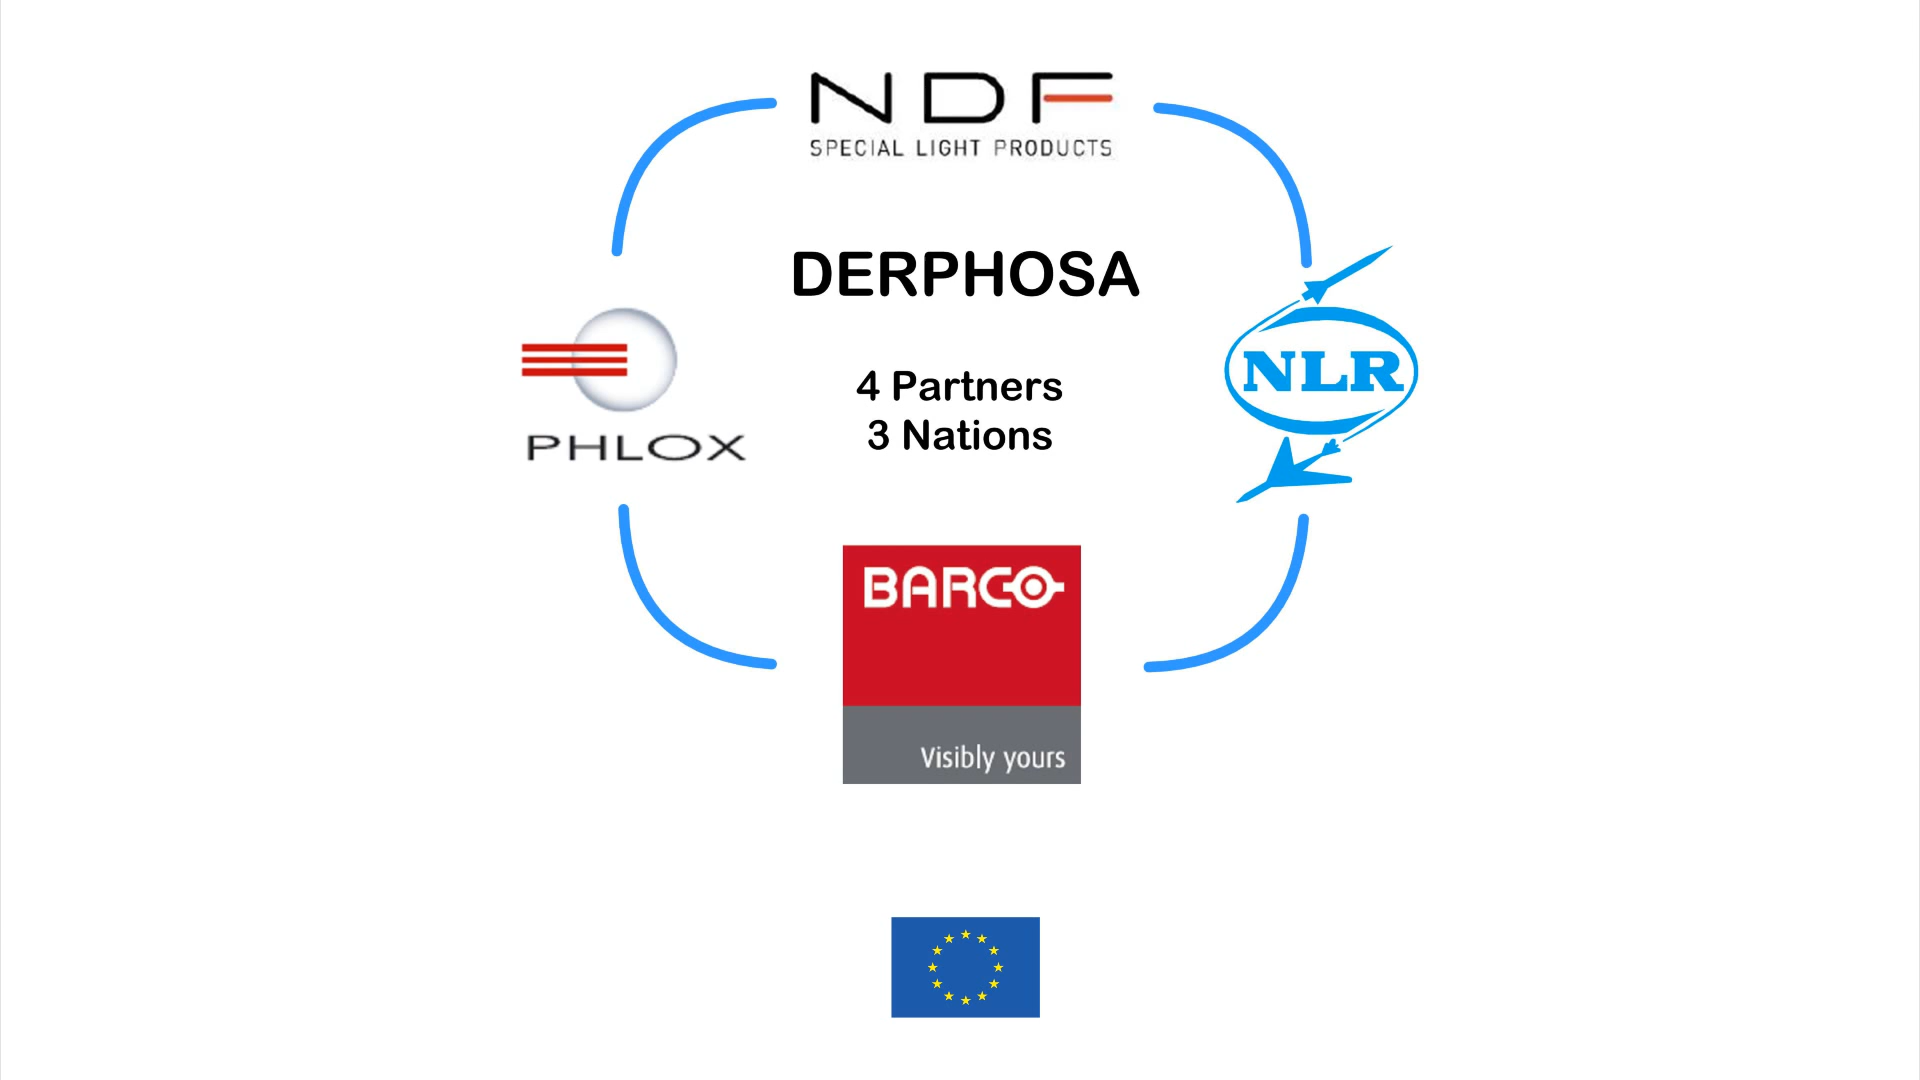 NDF
SPECIAL LIGHT PRODUCTS
DERPHOSA
PHLOX
4 Partners
3 Nations
NLR
BARCO
Visibly yours